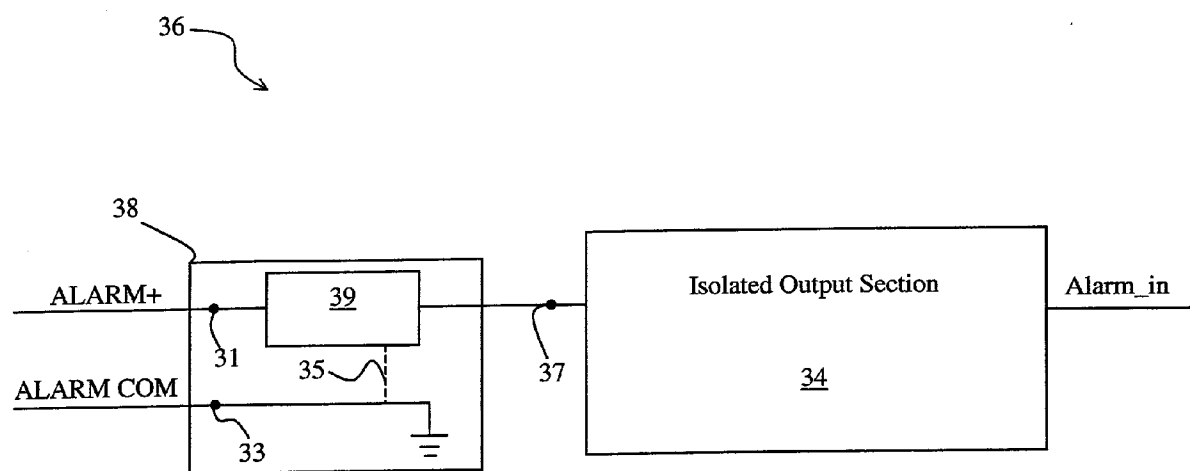 36
38
ALARM+
39
Isolated Output Section
Alarm_in
31
35
37
34
ALARM COM
33